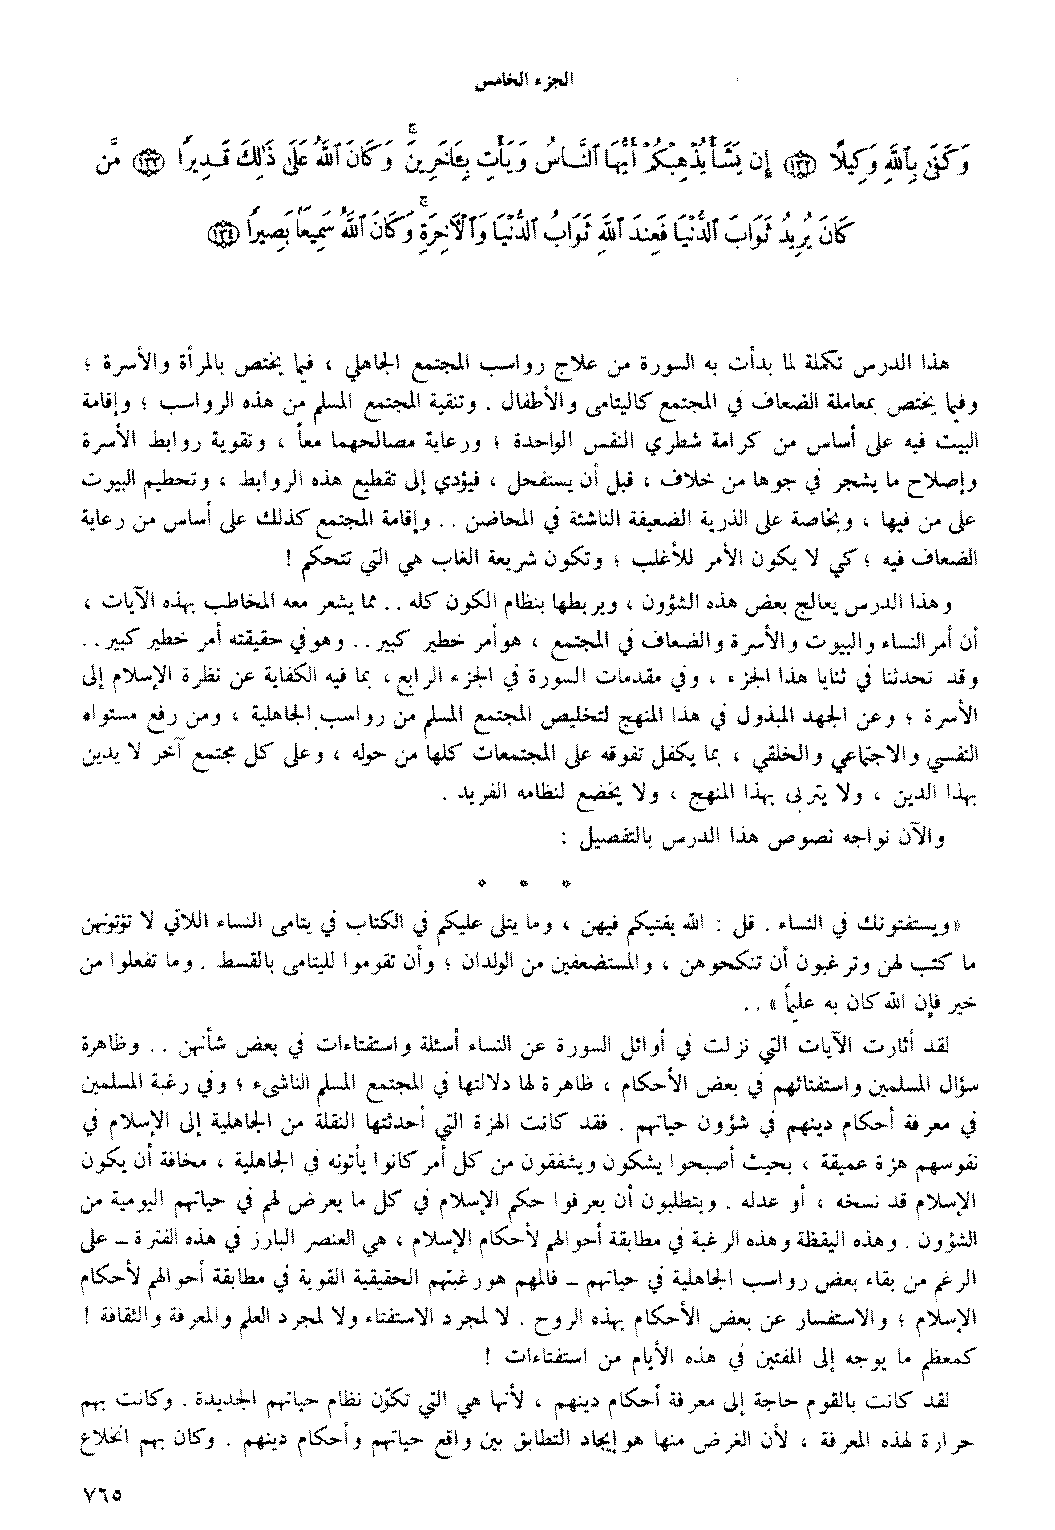 الجزء الخامس
وَكَفَىٰ بِٱللَّهِ وَكِيلًا ١٣٢ إِن يَشَأْ يُذْهِبْكُمْ أَيُّهَا ٱلنَّاسُ وَيَأْتِ بِـَٔاخَرِينَ ۚ وَكَانَ ٱللَّهُ عَلَىٰ ذَٰلِكَ قَدِيرًا ١٣٣ مَّن
كَانَ يُرِيدُ ثَوَابَ ٱلدُّنْيَا فَعِندَ ٱللَّهِ ثَوَابُ ٱلدُّنْيَا وَٱلْـَٔاخِرَةِ ۚ وَكَانَ ٱللَّهُ سَمِيعًۢا بَصِيرًا ١٣٤
هذا الدرس تكملة لما بدأت به السورة من علاج رواسب المجتمع الجاهلي ، فيما يختص بالمرأة والأسرة ؛
وفيما يختص بمعاملة الضعاف في المجتمع كاليتامى والأطفال . وتنقية المجتمع المسلم من هذه الرواسب ؛ وإقامة
البيت فيه على أساس من كرامة شطري النفس الواحدة ؛ ورعاية مصالحهما معاً ، وتقوية روابط الأسرة
وإصلاح ما يشجر في جوها من خلاف ، قبل أن يستفحل ، فيؤدي إلى تقطيع هذه الروابط ، وتحطيم البيوت
على من فيها ، وبخاصة على الذرية الضعيفة الناشئة في المحاضن .. وإقامة المجتمع كذلك على أساس من رعاية
الضعاف فيه ؛ كي لا يكون الأمر للأغلب ؛ وتكون شريعة الغاب هي التي تتحكم !
وهذا الدرس يعالج بعض هذه الشؤون ، ويربطها بنظام الكون كله .. مما يشعر معه المخاطب بهذه الآيات ،
أن أمر النساء والبيوت والأسرة والضعاف في المجتمع ، هو أمر خطير كبير .. وهو في حقيقته أمر خطير كبير ..
وقد تحدثنا في ثنايا هذا الجزء ، وفي مقدمات السورة في الجزء الرابع ، بما فيه الكفاية عن نظرة الإسلام إلى
الأسرة ؛ وعن الجهد المبذول في هذا المنهج لتخليص المجتمع المسلم من رواسب الجاهلية ، ومن رفع مستواه
النفسي والاجتماعي والخلقي ، بما يكفل تفوقه على المجتمعات كلها من حوله ، وعلى كل مجتمع آخر لا يدين
بهذا الدين ، ولا يتربى بهذا المنهج ، ولا يخضع لنظامه الفريد .
والآن نواجه نصوص هذا الدرس بالتفصيل :
* * *
« ويستفتونك في النساء . قل : الله يفتيكم فيهن ، وما يتلى عليكم في الكتاب في يتامى النساء اللاتي لا تؤتونهن
ما كتب لهن وترغبون أن تنكحوهن ، والمستضعفين من الولدان ؛ وأن تقوموا لليتامى بالقسط . وما تفعلوا من
خير فإن الله كان به عليماً » ..
لقد أثارت الآيات التي نزلت في أوائل السورة عن النساء أسئلة واستفتاءات في بعض شأنهن .. وظاهرة
سؤال المسلمين واستفتائهم في بعض الأحكام ، ظاهرة لها دلالتها في المجتمع المسلم الناشىء ؛ وفي رغبة المسلمين
في معرفة أحكام دينهم في شؤون حياتهم . فقد كانت الهزة التي أحدثتها النقلة من الجاهلية إلى الإسلام في
نفوسهم هزة عميقة ، بحيث أصبحوا يشكون ويشفقون من كل أمر كانوا يأتونه في الجاهلية ، مخافة أن يكون
الإسلام قد نسخه ، أو عدله . ويتطلبون أن يعرفوا حكم الإسلام في كل ما يعرض لهم في حياتهم اليومية من
الشؤون . وهذه اليقظة وهذه الرغبة في مطابقة أحوالهم لأحكام الإسلام ، هي العنصر البارز في هذه الفترة – على
الرغم من بقاء بعض رواسب الجاهلية في حياتهم – فالمهم هو رغبتهم الحقيقية القوية في مطابقة أحوالهم لأحكام
الإسلام ؛ والاستفسار عن بعض الأحكام بهذه الروح . لا لمجرد الاستفتاء ولا لمجرد العلم والمعرفة والثقافة !
كمعظم ما يوجه إلى المفتين في هذه الأيام من استفتاءات !
لقد كانت بالقوم حاجة إلى معرفة أحكام دينهم ، لأنها هي التي تكوّن نظام حياتهم الجديدة . وكانت بهم
حرارة لهذه المعرفة ، لأن الغرض منها هو إيجاد التطابق بين واقع حياتهم وأحكام دينهم . وكان بهم انخلاع
٧٦٥